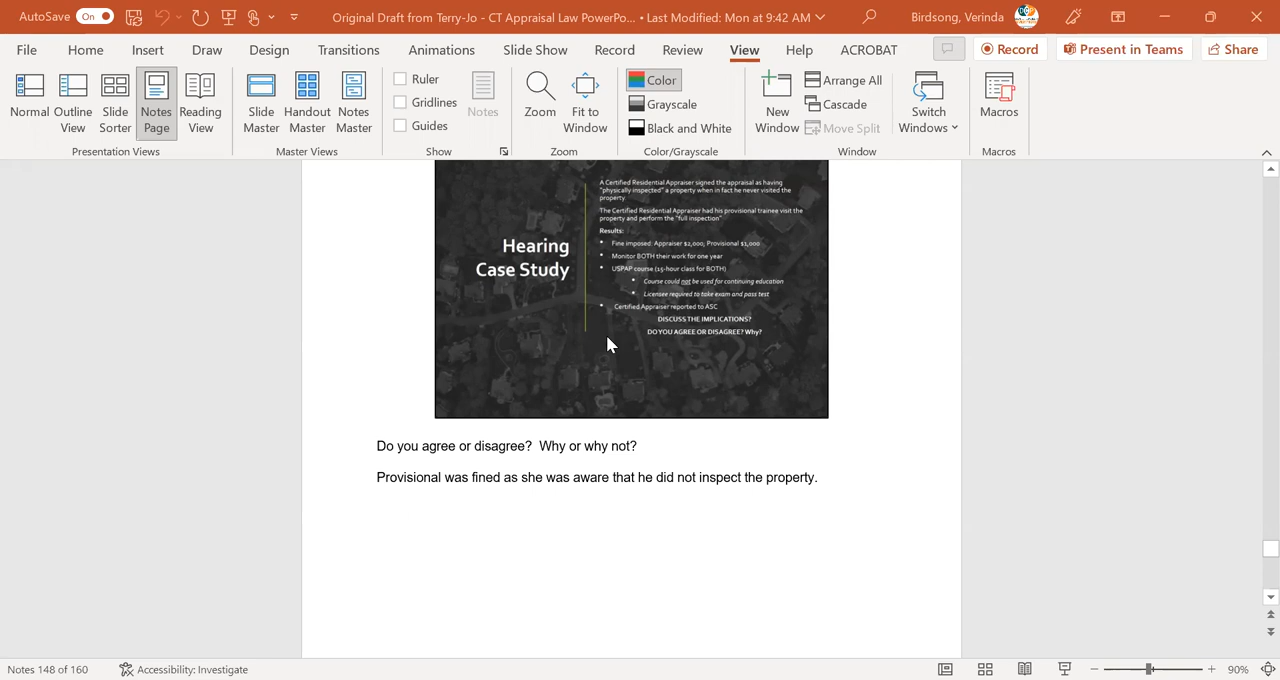 AutoSave On Original Draft from Terry-Jo - CT Appraisal Law PowerPo... • Last Modified: Mon at 9:42 AM Birdsong, Verinda
File Home Insert Draw Design Transitions Animations Slide Show Record Review View Help ACROBAT Record Present in Teams Share
Normal
Outline View
Slide Sorter
Notes Page
Reading View
Presentation Views
Slide Master
Handout Master
Notes Master
Master Views
Ruler
Gridlines
Guides
Notes
Show
Zoom
Fit to Window
Zoom
Color
Grayscale
Black and White
Color/Grayscale
New Window
Arrange All
Cascade
Move Split
Switch Windows
Window
Macros
Macros
Hearing
Case Study
A Certified Residential Appraiser signed the appraisal as having
"physically inspected" a property when in fact he never visited the
property
The Certified Residential Appraiser had his provisional trainee visit the
property and perform the "full inspection"
Results:
• Fine imposed: Appraiser $2,000; Provisional $1,000
• Monitor BOTH their work for one year
• USPAP course (15-hour class for BOTH)
• Course could not be used for continuing education
• Licensee required to take exam and pass test
• Certified Appraiser reported to ASC
DISCUSS THE IMPLICATIONS?
DO YOU AGREE OR DISAGREE? Why?
Do you agree or disagree? Why or why not?
Provisional was fined as she was aware that he did not inspect the property.
Notes 148 of 160 Accessibility: Investigate 90%